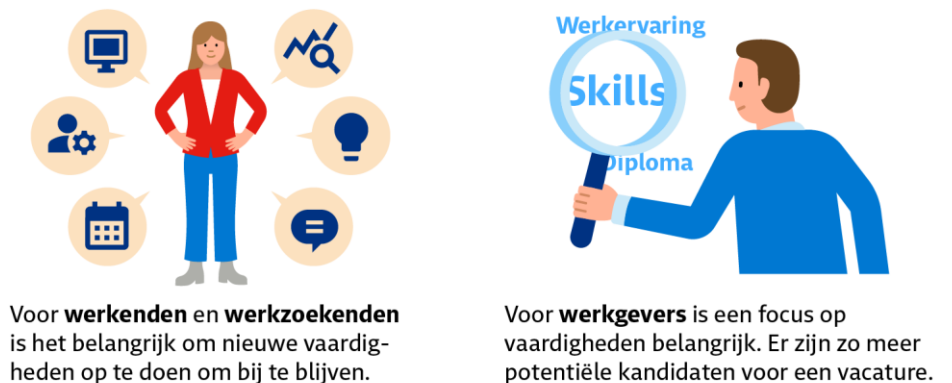 Werkervaring
Skills
Diploma
Voor werkenden en werkzoekenden
is het belangrijk om nieuwe vaardig-
heden op te doen om bij te blijven.
Voor werkgevers is een focus op
vaardigheden belangrijk. Er zijn zo meer
potentiële kandidaten voor een vacature.